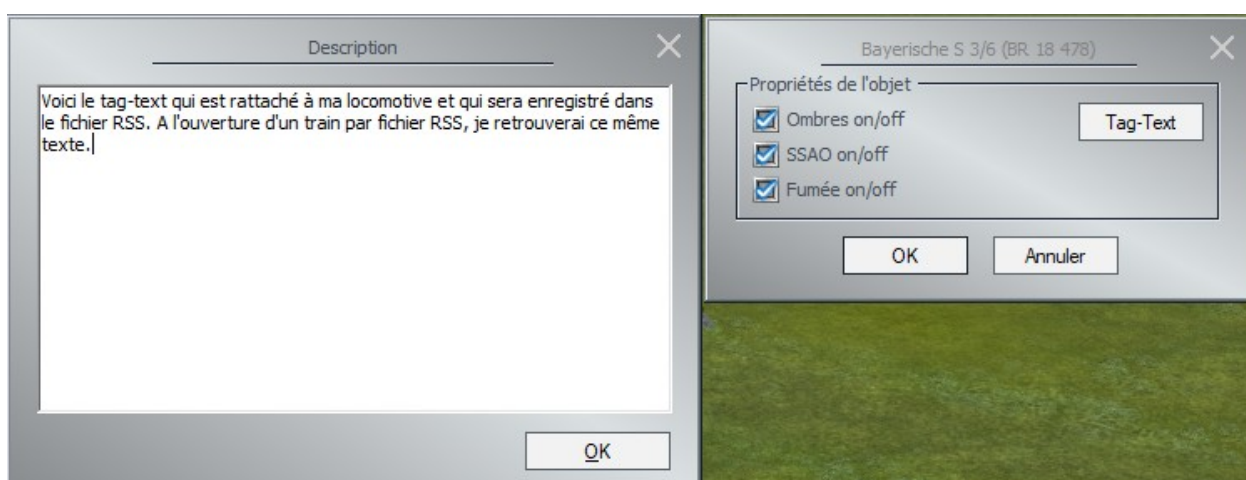 Description
Voici le tag-text qui est rattaché à ma locomotive et qui sera enregistré dans
le fichier RSS. A l'ouverture d'un train par fichier RSS, je retrouverai ce même
texte.
OK
Bayerische S 3/6 (BR 18 478)
Propriétés de l'objet
Ombres on/off
Tag-Text
SSAO on/off
Fumée on/off
OK
Annuler